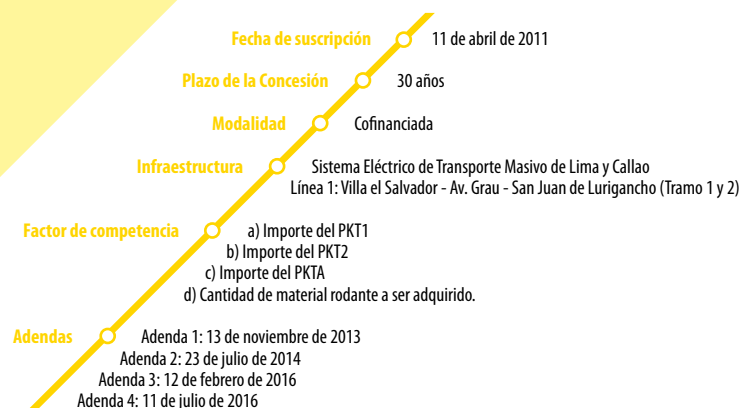 Fecha de suscripción 11 de abril de 2011
Plazo de la Concesión 30 años
Modalidad Cofinanciada
Infraestructura Sistema Eléctrico de Transporte Masivo de Lima y Callao
Línea 1: Villa el Salvador - Av. Grau - San Juan de Lurigancho (Tramo 1 y 2)
Factor de competencia a) Importe del PKT1
b) Importe del PKT2
c) Importe del PKTA
d) Cantidad de material rodante a ser adquirido.
Adendas Adenda 1: 13 de noviembre de 2013
Adenda 2: 23 de julio de 2014
Adenda 3: 12 de febrero de 2016
Adenda 4: 11 de julio de 2016